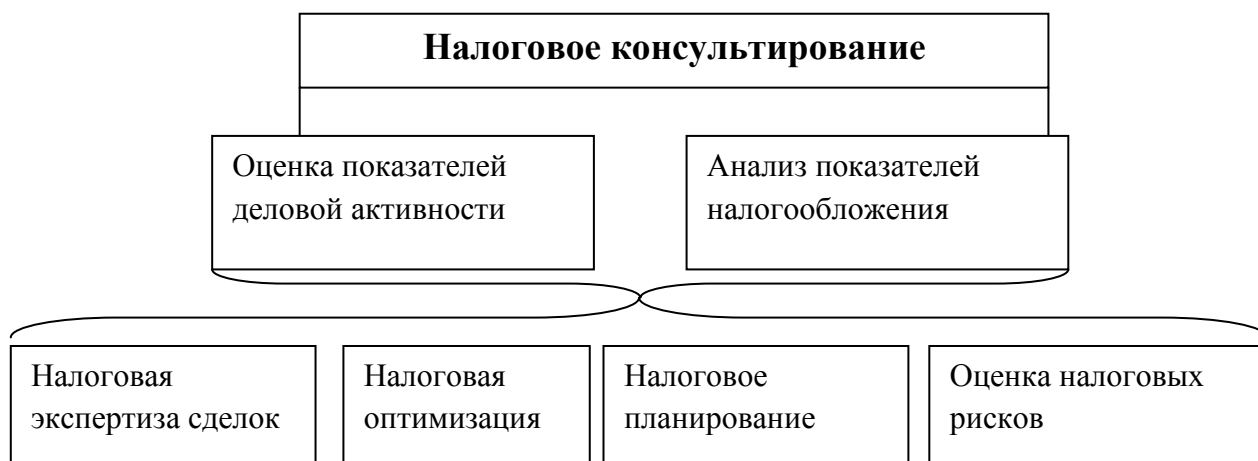 Налоговое консультирование
Оценка показателей
деловой активности
Анализ показателей
налогообложения
Налоговая
экспертиза сделок
Налоговая
оптимизация
Налоговое
планирование
Оценка налоговых
рисков